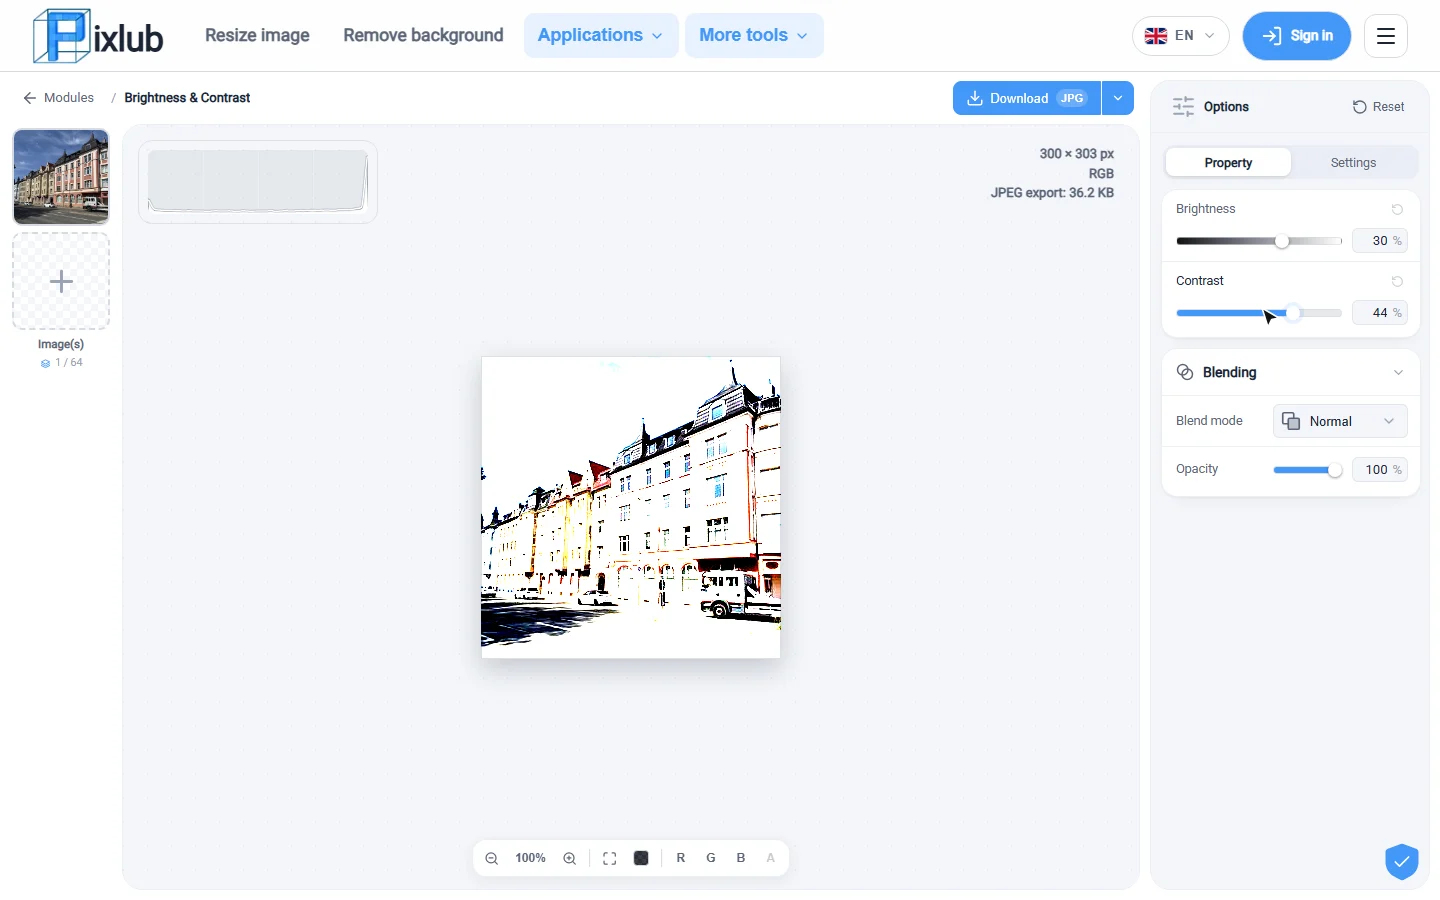 Pixlub
Resize image
Remove background
Applications
More tools
EN
Sign in
Modules / Brightness & Contrast
Download JPG
Options
Reset
300 × 303 px
RGB
JPEG export: 36.2 KB
Property
Settings
Brightness
30 %
Contrast
44 %
Image(s)
1 / 64
Blending
Blend mode
Normal
Opacity
100 %
100%
R
G
B
A